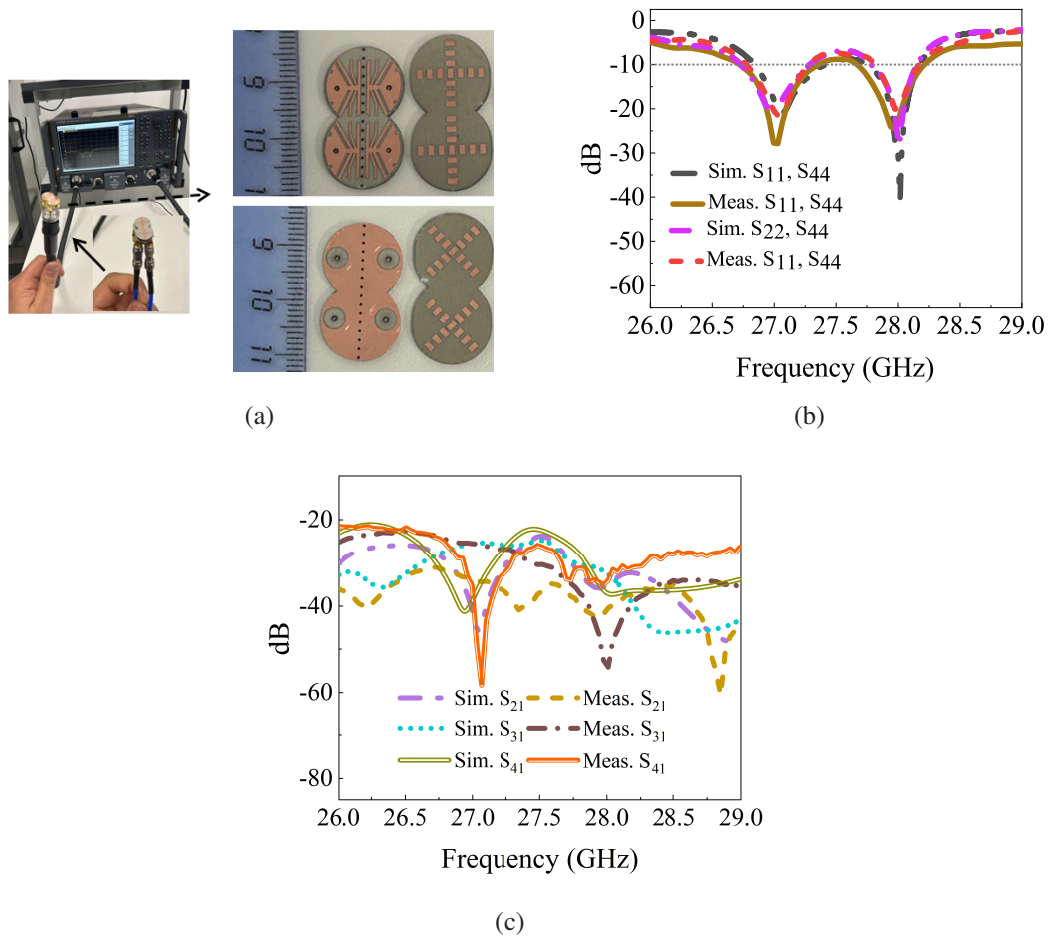 9
10
1
(a)
9
10
11
0
-10
-20
-30
-40
-50
-60
dB
Sim. S11, S44
Meas. S11, S44
Sim. S22, S44
Meas. S11, S44
26.0 26.5 27.0 27.5 28.0 28.5 29.0
Frequency (GHz)
(b)
-20
-40
-60
-80
dB
Sim. S21 Meas. S21
Sim. S31 Meas. S31
Sim. S41 Meas. S41
26.0 26.5 27.0 27.5 28.0 28.5 29.0
Frequency (GHz)
(c)